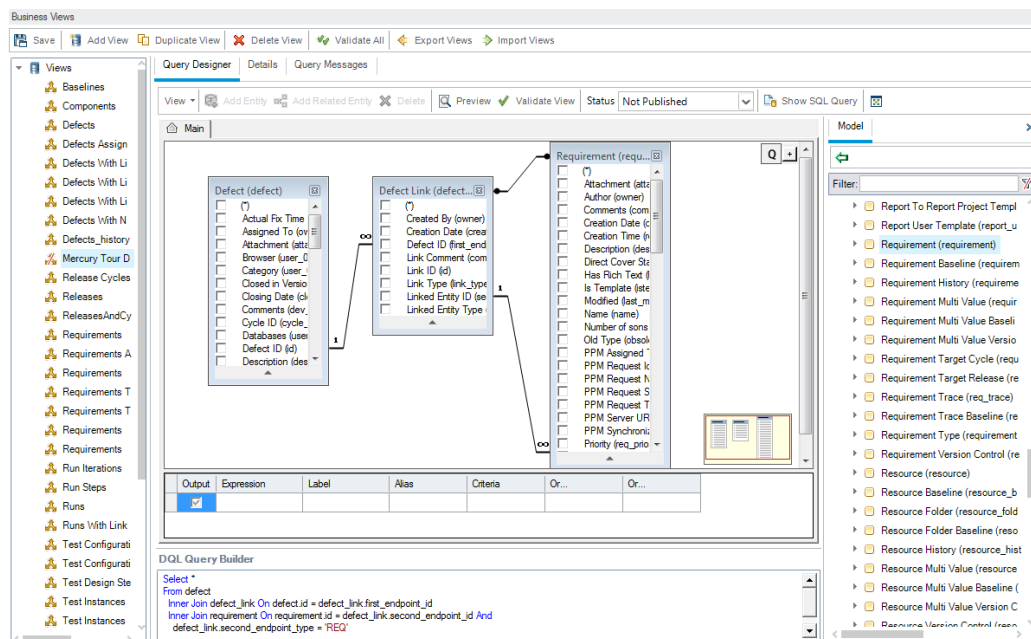 Business Views
Save Add View Duplicate View Delete View Validate All Export Views Import Views
Views
Baselines
Components
Defects
Defects Assign
Defects With Li
Defects With Li
Defects With Li
Defects With N
Defects_history
Mercury Tour D
Release Cycles
Releases
ReleasesAndCy
Requirements
Requirements A
Requirements
Requirements T
Requirements T
Requirements
Requirements
Run Iterations
Run Steps
Runs
Runs With Link
Test Configurati
Test Configurati
Test Design Ste
Test Instances
Test Instances
Query Designer Details Query Messages
View Add Entity Add Related Entity Delete Preview Validate View Status Not Published Show SQL Query
Main
Defect (defect)
(*)
Actual Fix Time
Assigned To (ow
Attachment (atta
Browser (user_0
Category (user_
Closed in Versio
Closing Date (cl
Comments (dev_
Cycle ID (cycle_
Databases (user
Defect ID (id)
Description (des
1
∞
Defect Link (defect...
(*)
Created By (owner)
Creation Date (crea
Defect ID (first_end
Link Comment (com
Link ID (id)
Link Type (link_type
Linked Entity ID (se
Linked Entity Type
1
∞
Requirement (requ...
(*)
Attachment (atta
Author (owner)
Comments (com
Creation Date (c
Creation Time (
Description (des
Direct Cover Sta
Has Rich Text (
Is Template (iste
Modified (last_m
Name (name)
Number of sons
Old Type (obsol
PPM Assigned
PPM Request Ic
PPM Request N
PPM Request S
PPM Request T
PPM Server UR
PPM Synchroni
Priority (req_prio
Q +
Output Expression Label Alias Criteria Or... Or...
DQL Query Builder
Select *
From defect
Inner Join defect_link On defect.id = defect_link.first_endpoint_id
Inner Join requirement On requirement.id = defect_link.second_endpoint_id And
defect_link.second_endpoint_type = 'REQ'
Model
Filter:
Report To Report Project Templ
Report User Template (report_u
Requirement (requirement)
Requirement Baseline (requirem
Requirement History (requireme
Requirement Multi Value (requir
Requirement Multi Value Baseli
Requirement Multi Value Versio
Requirement Target Cycle (requ
Requirement Target Release (re
Requirement Trace (req_trace)
Requirement Trace Baseline (re
Requirement Type (requirement
Requirement Version Control (re
Resource (resource)
Resource Baseline (resource_b
Resource Folder (resource_fold
Resource Folder Baseline (reso
Resource History (resource_hist
Resource Multi Value (resource
Resource Multi Value Baseline (
Resource Multi Value Version C
Resource Version Control (reso